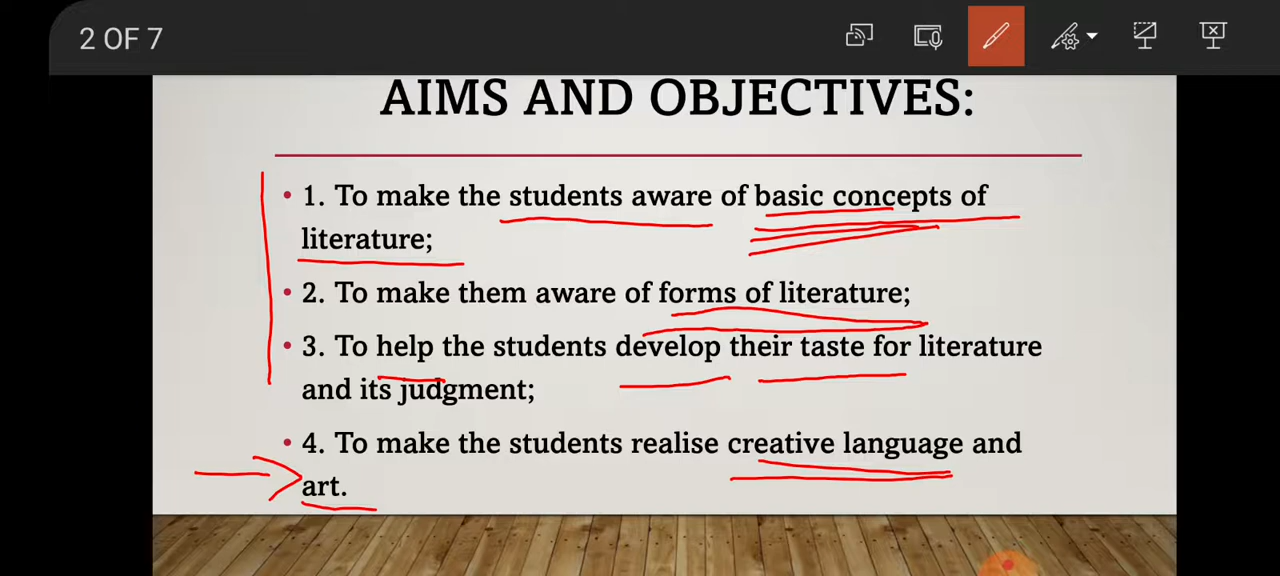 2 OF 7
AIMS AND OBJECTIVES:
• 1. To make the students aware of basic concepts of
literature;
• 2. To make them aware of forms of literature;
• 3. To help the students develop their taste for literature
and its judgment;
• 4. To make the students realise creative language and
art.